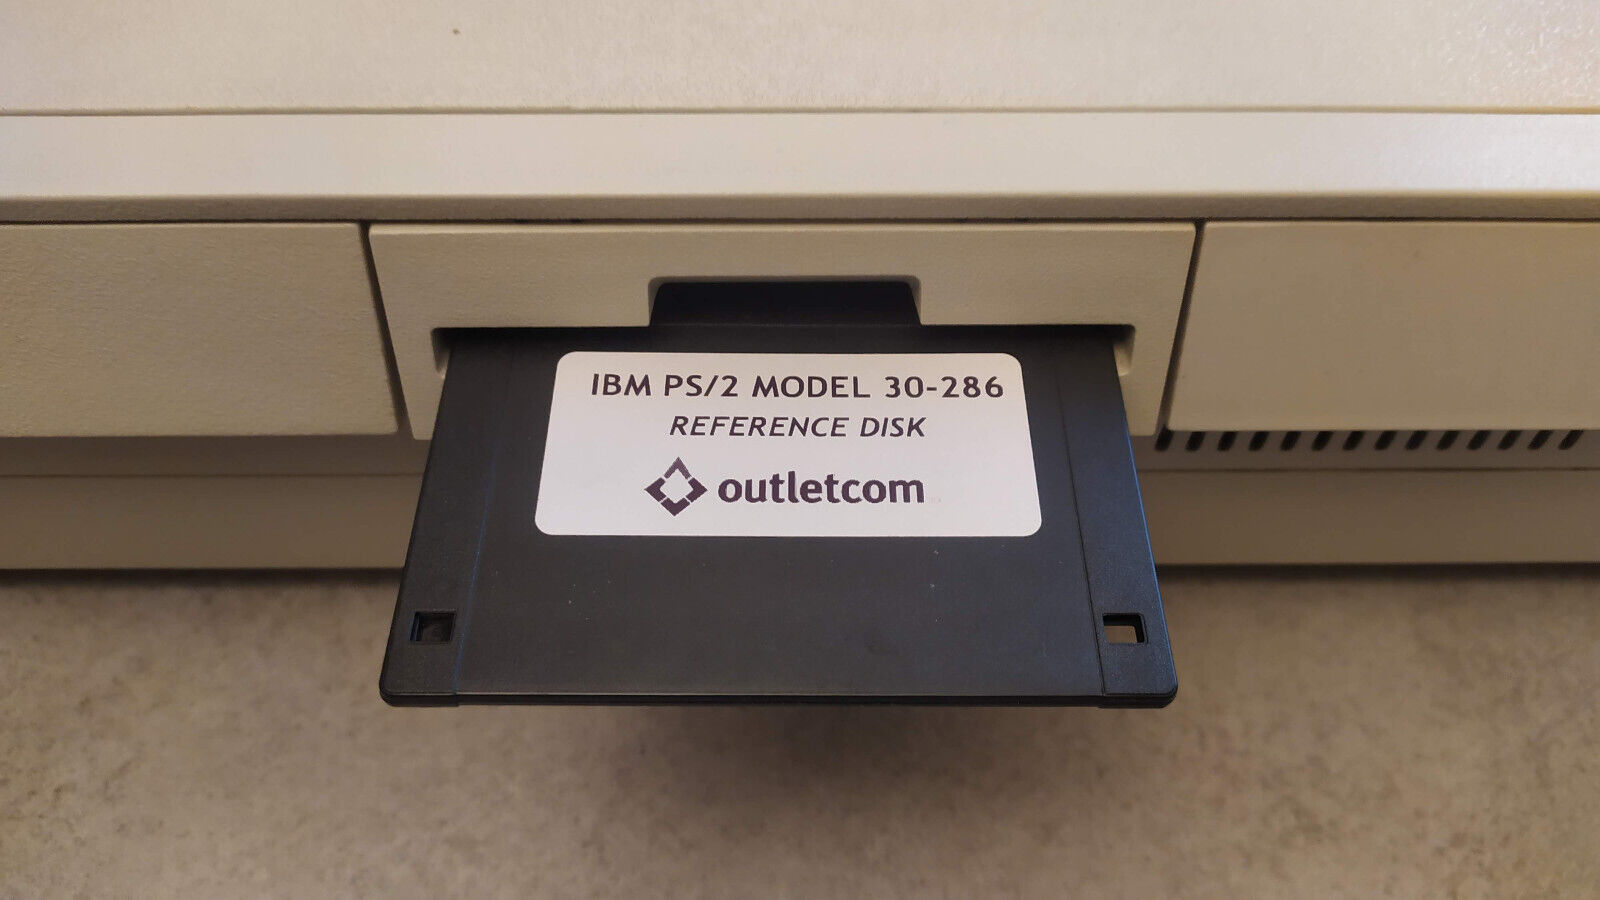 IBM PS/2 MODEL 30-286
REFERENCE DISK
outletcom